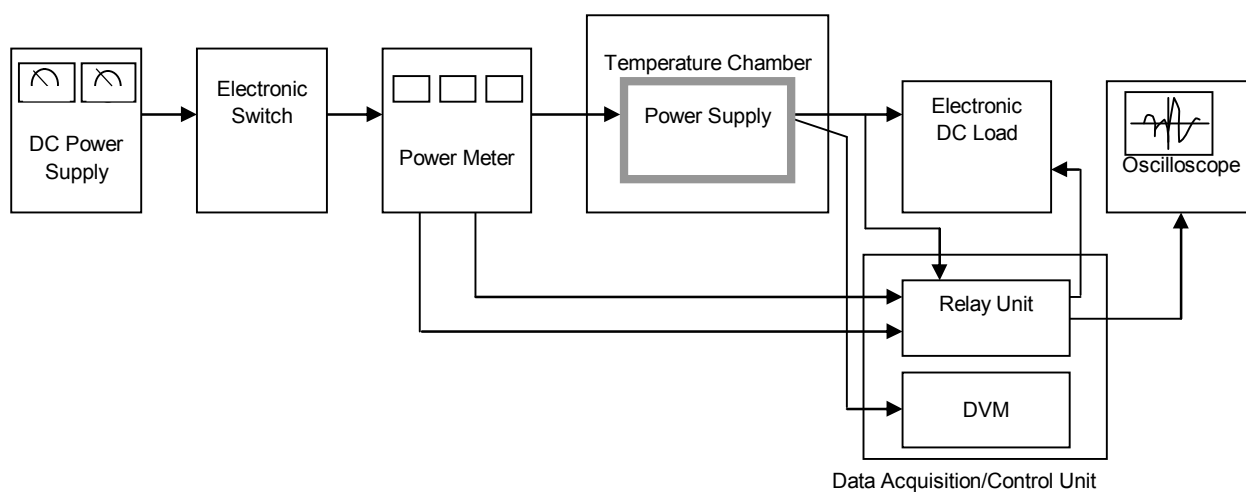 DC Power
Supply
Electronic
Switch
Power Meter
Temperature Chamber
Power Supply
Electronic
DC Load
Oscilloscope
Relay Unit
DVM
Data Acquisition/Control Unit